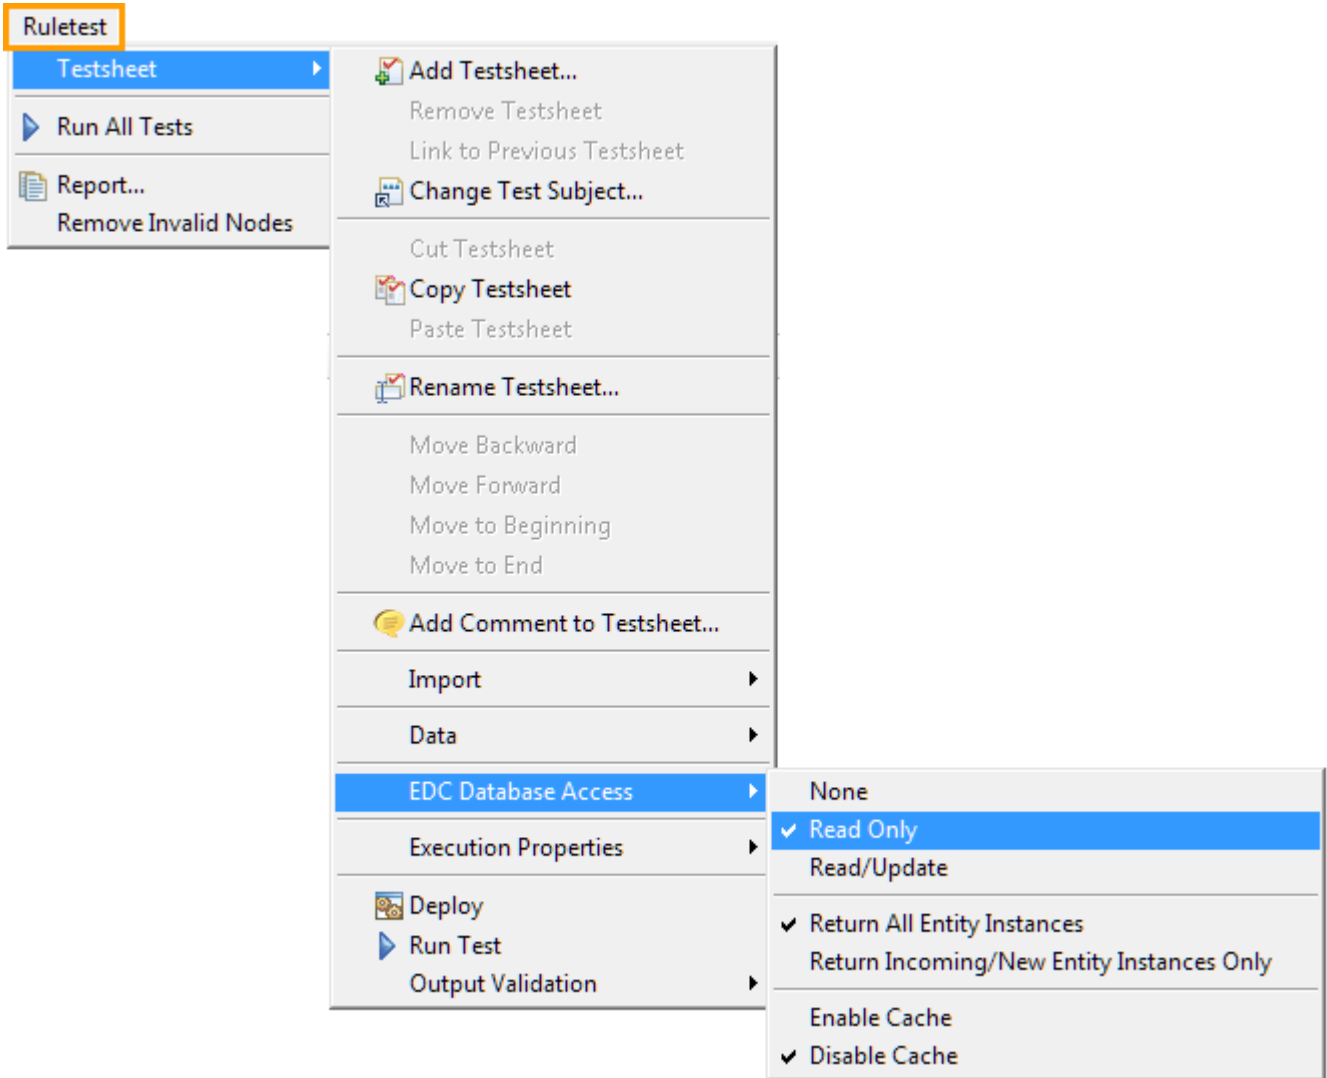 Ruletest
Testsheet
Run All Tests
Report...
Remove Invalid Nodes
Add Testsheet...
Remove Testsheet
Link to Previous Testsheet
Change Test Subject...
Cut Testsheet
Copy Testsheet
Paste Testsheet
Rename Testsheet...
Move Backward
Move Forward
Move to Beginning
Move to End
Add Comment to Testsheet...
Import
Data
EDC Database Access
Execution Properties
Deploy
Run Test
Output Validation
None
Read Only
Read/Update
Return All Entity Instances
Return Incoming/New Entity Instances Only
Enable Cache
Disable Cache